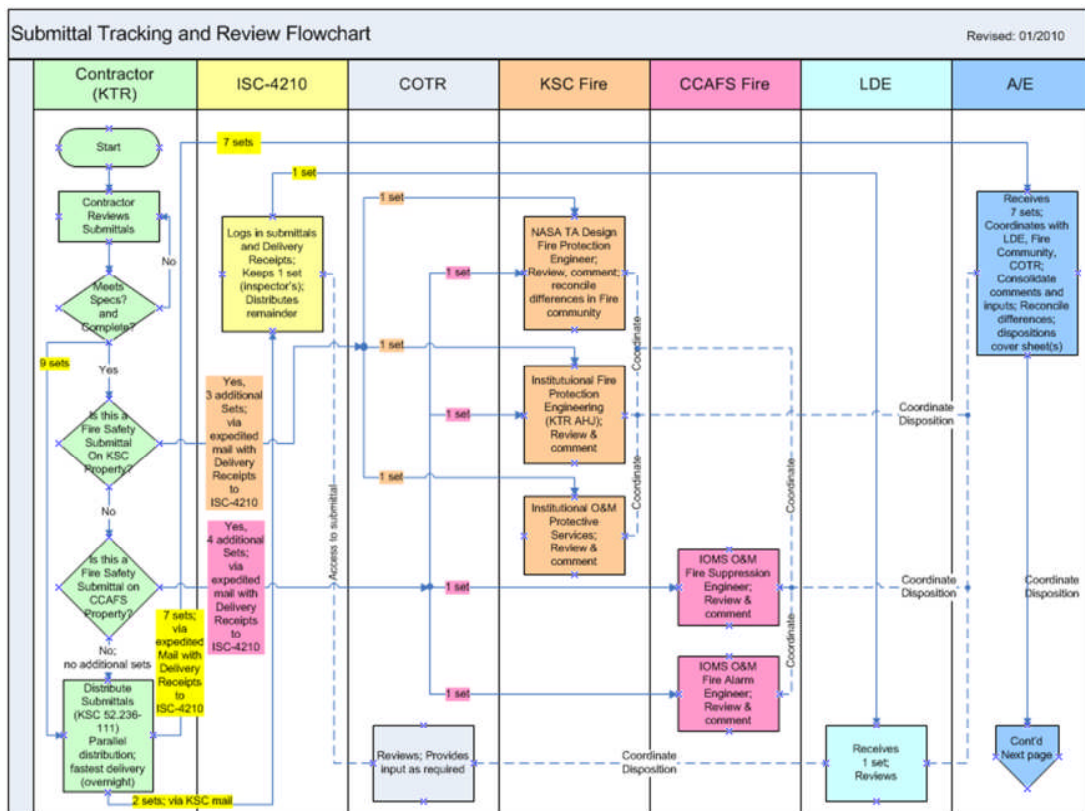 Submittal Tracking and Review Flowchart
Revised: 01/2010
Contractor
(KTR)
ISC-4210
COTR
KSC Fire
CCAFS Fire
LDE
A/E
Start
7 sets
1 set
Contractor
Reviews
Submittals
No
Meets
Specs?
and
Complete?
9 sets
Yes
Is this a
Fire Safety
Submittal
On KSC
Property?
No
Is this a
Fire Safety
Submittal on
CCAFS
Property?
No;
no additional sets
Distribute
Submittals
(KSC 52.236-
111)
Parallel
distribution;
fastest delivery
(overnight)
7 sets;
via
expedited
Mail with
Delivery
Receipts
to
ISC-4210
2 sets; via KSC mail
Logs in submittals
and Delivery
Receipts;
Keeps 1 set
(inspector's);
Distributes
remainder
Yes,
3 additional
Sets;
via
expedited
mail with
Delivery
Receipts
to
ISC-4210
Yes,
4 additional
Sets;
via
expedited
mail with
Delivery
Receipts
to
ISC-4210
Access to submittal
1 set
1 set
1 set
1 set
1 set
1 set
1 set
NASA TA Design
Fire Protection
Engineer;
Review, comment;
reconcile
differences in Fire
community
Coordinate
Institutuional Fire
Protection
Engineering
(KTR AHJ);
Review &
comment
Coordinate
Institutional O&M
Protective
Services;
Review &
comment
IOMS O&M
Fire Suppression
Engineer;
Review &
comment
Coordinate
IOMS O&M
Fire Alarm
Engineer;
Review &
comment
Reviews; Provides
input as required
Coordinate
Disposition
Receives
1 set;
Reviews
Coordinate
Disposition
Coordinate
Disposition
Receives
7 sets;
Coordinates with
LDE, Fire
Community,
COTR;
Consolidate
comments and
inputs; Reconcile
differences;
dispositions
cover sheet(s)
Coordinate
Disposition
Cont'd
Next page